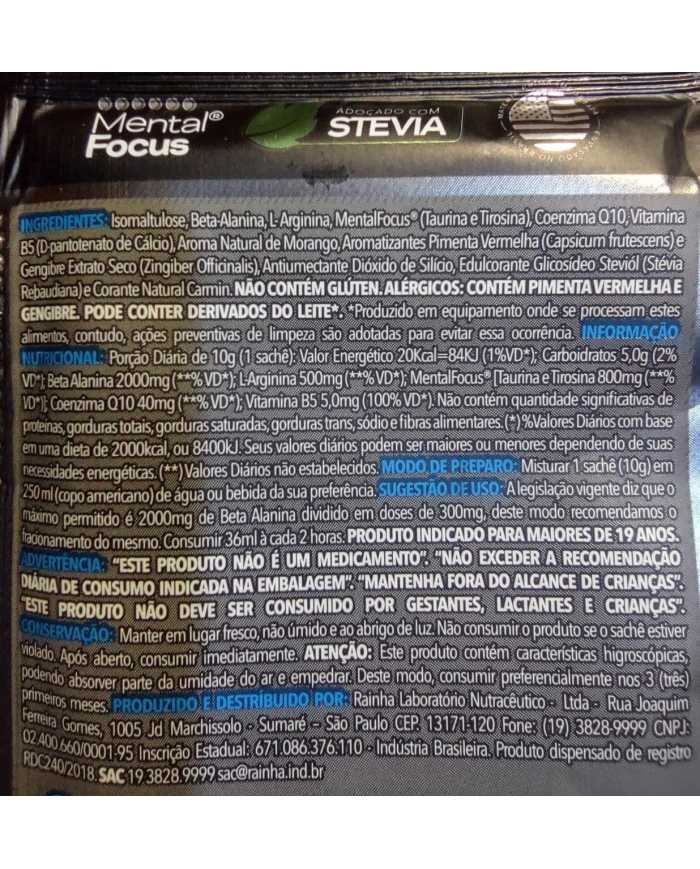 Mental®
Focus
ADOÇADO COM
STEVIA
INGREDIENTES: Isomaltulose, Beta-Alanina, L-Arginina, MentalFocus® (Taurina e Tirosina), Coenzima Q10, Vitamina
B5 (D-pantotenato de Cálcio), Aroma Natural de Morango, Aromatizantes Pimenta Vermelha (Capsicum frutescens) e
Gengibre Extrato Seco (Zingiber Officinalis), Antiumectante Dióxido de Silício, Edulcorante Glicosídeo Steviól (Stévia
Rebaudiana) e Corante Natural Carmin. NÃO CONTÉM GLÚTEN. ALÉRGICOS: CONTÉM PIMENTA VERMELHA E
GENGIBRE. PODE CONTER DERIVADOS DO LEITE*. *Produzido em equipamento onde se processam estes
alimentos, contudo, ações preventivas de limpeza são adotadas para evitar essa ocorrência. INFORMAÇÃO
NUTRICIONAL: Porção Diária de 10g (1 sachê): Valor Energético 20Kcal=84KJ (1%VD*); Carboidratos 5,0g (2%
VD*); Beta Alanina 2000mg (**% VD*); L-Arginina 500mg (**% VD*); MentalFocus® [Taurina e Tirosina 800mg (**%
VD*)]; Coenzima Q10 40mg (**% VD*); Vitamina B5 5,0mg (100% VD*). Não contém quantidade significativas de
proteínas, gorduras totais, gorduras saturadas, gorduras trans, sódio e fibras alimentares. (*) %Valores Diários com base
em uma dieta de 2000kcal, ou 8400kJ. Seus valores diários podem ser maiores ou menores dependendo de suas
necessidades energéticas. (**) Valores Diários não estabelecidos. MODO DE PREPARO: Misturar 1 sachê (10g) em
250 ml (copo americano) de água ou bebida da sua preferência. SUGESTÃO DE USO: A legislação vigente diz que o
máximo permitido é 2000mg de Beta Alanina dividido em doses de 300mg, deste modo recomendamos o
fracionamento do mesmo. Consumir 36ml à cada 2 horas. PRODUTO INDICADO PARA MAIORES DE 19 ANOS.
ADVERTÊNCIA: "ESTE PRODUTO NÃO É UM MEDICAMENTO". "NÃO EXCEDER A RECOMENDAÇÃO
DIÁRIA DE CONSUMO INDICADA NA EMBALAGEM". "MANTENHA FORA DO ALCANCE DE CRIANÇAS".
"ESTE PRODUTO NÃO DEVE SER CONSUMIDO POR GESTANTES, LACTANTES E CRIANÇAS".
CONSERVAÇÃO: Manter em lugar fresco, não úmido e ao abrigo de luz. Não consumir o produto se o sachê estiver
violado. Após aberto, consumir imediatamente. ATENÇÃO: Este produto contém características higroscópicas,
podendo absorver parte da umidade do ar e empedrar. Deste modo, consumir preferencialmente nos 3 (três)
primeiros meses. PRODUZIDO E DISTRIBUÍDO POR: Rainha Laboratório Nutracêutico - Ltda - Rua Joaquim
Ferreira Gomes, 1005 Jd Marchissolo - Sumaré – São Paulo CEP. 13171-120 Fone: (19) 3828-9999 CNPJ:
02.400.660/0001-95 Inscrição Estadual: 671.086.376.110 - Indústria Brasileira. Produto dispensado de registro
RDC240/2018. SAC 19 3828.9999 sac@rainha.ind.br